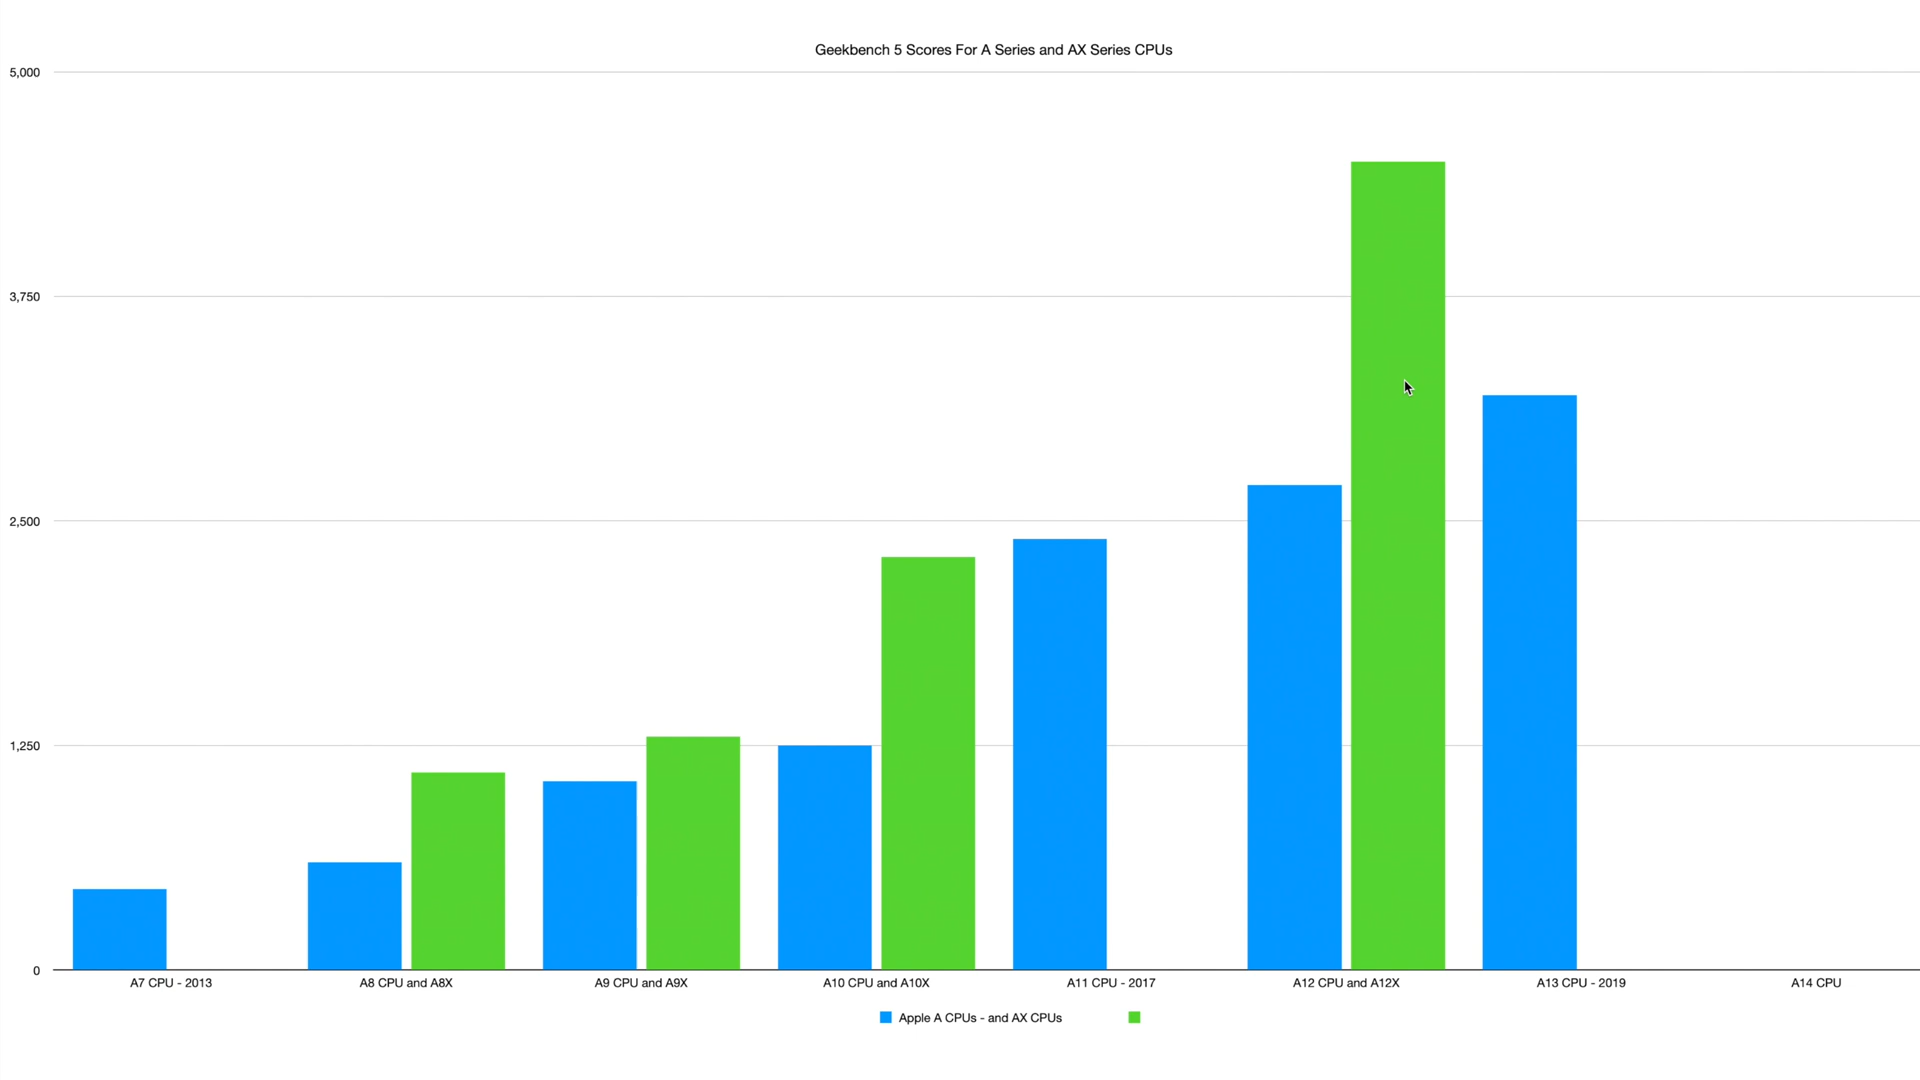 Geekbench 5 Scores For A Series and AX Series CPUs
5,000
3,750
2,500
1,250
0
A7 CPU - 2013
A8 CPU and A8X
A9 CPU and A9X
A10 CPU and A10X
A11 CPU - 2017
A12 CPU and A12X
A13 CPU - 2019
A14 CPU
Apple A CPUs - and AX CPUs